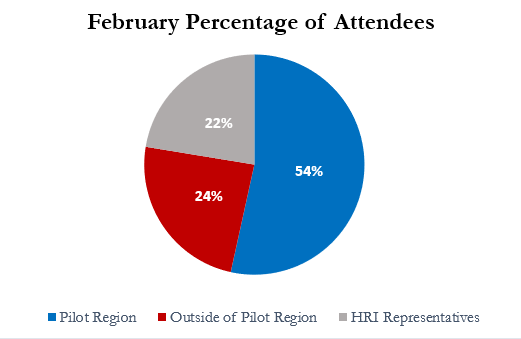 February Percentage of Attendees
22%
54%
24%
Pilot Region Outside of Pilot Region HRI Representatives